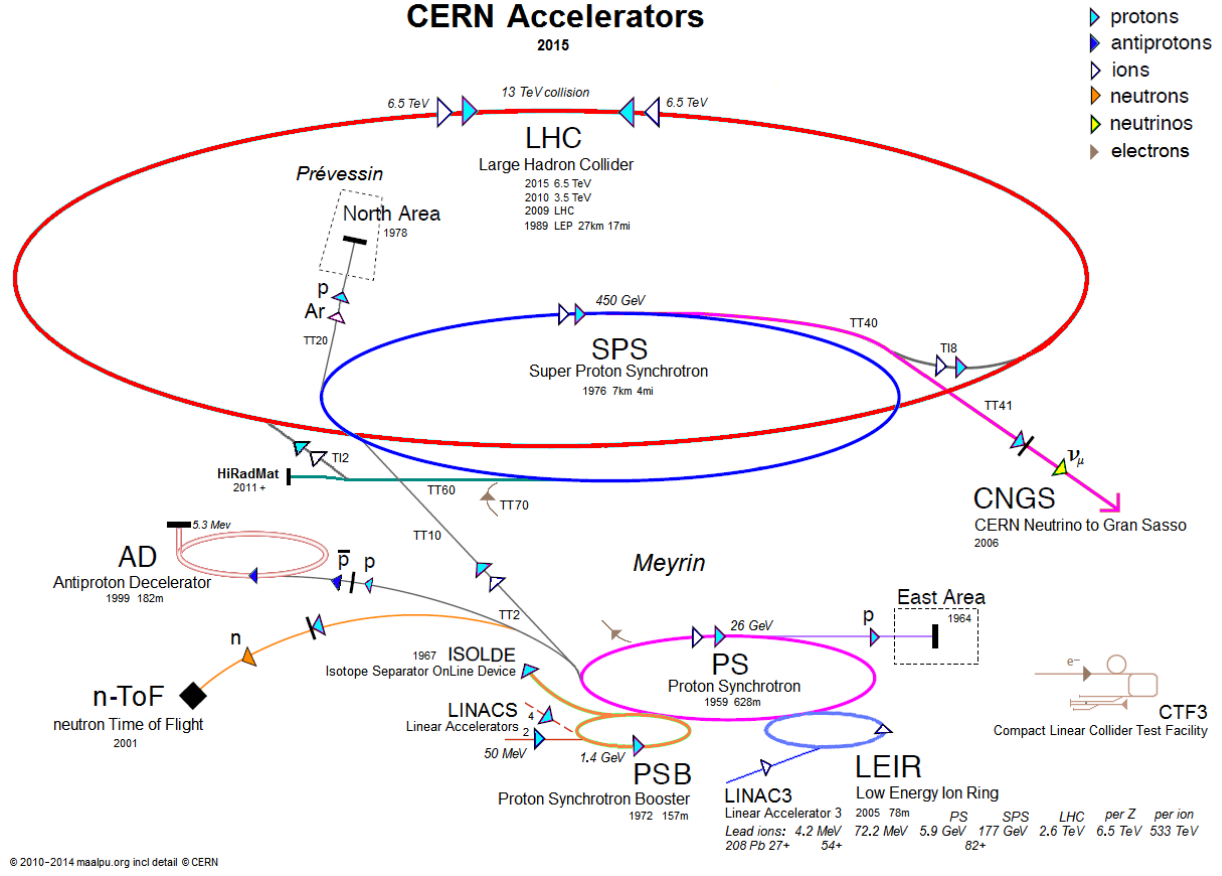 CERN Accelerators
2015
protons
antiprotons
ions
neutrons
neutrinos
electrons
6.5 TeV
13 TeV collision
6.5 TeV
LHC
Large Hadron Collider
2015 6.5 TeV
2010 3.5 TeV
2009 LHC
1989 LEP 27km 17mi
Prévessin
North Area
1978
p
Ar
TT20
450 GeV
SPS
Super Proton Synchrotron
1976 7km 4mi
TT40
TI8
TT41
νμ
CNGS
CERN Neutrino to Gran Sasso
2006
TI2
HiRadMat
2011 +
TT60
TT70
TT10
5.3 Mev
AD
Antiproton Decelerator
1999 182m
p̅ p
TT2
Meyrin
n
n-ToF
neutron Time of Flight
2001
East Area
1964
p
26 GeV
PS
Proton Synchrotron
1959 628m
1967 ISOLDE
Isotope Separator OnLine Device
LINACS
Linear Accelerators
4
2
50 MeV
1.4 GeV
PSB
Proton Synchrotron Booster
1972 157m
e−
CTF3
Compact Linear Collider Test Facility
LEIR
Low Energy Ion Ring
2005 78m
LINAC3
Linear Accelerator 3
PS SPS LHC per Z per ion
Lead ions: 4.2 MeV 72.2 MeV 5.9 GeV 177 GeV 2.6 TeV 6.5 TeV 533 TeV
208 Pb 27+ 54+ 82+
© 2010-2014 maalpu.org incl detail © CERN